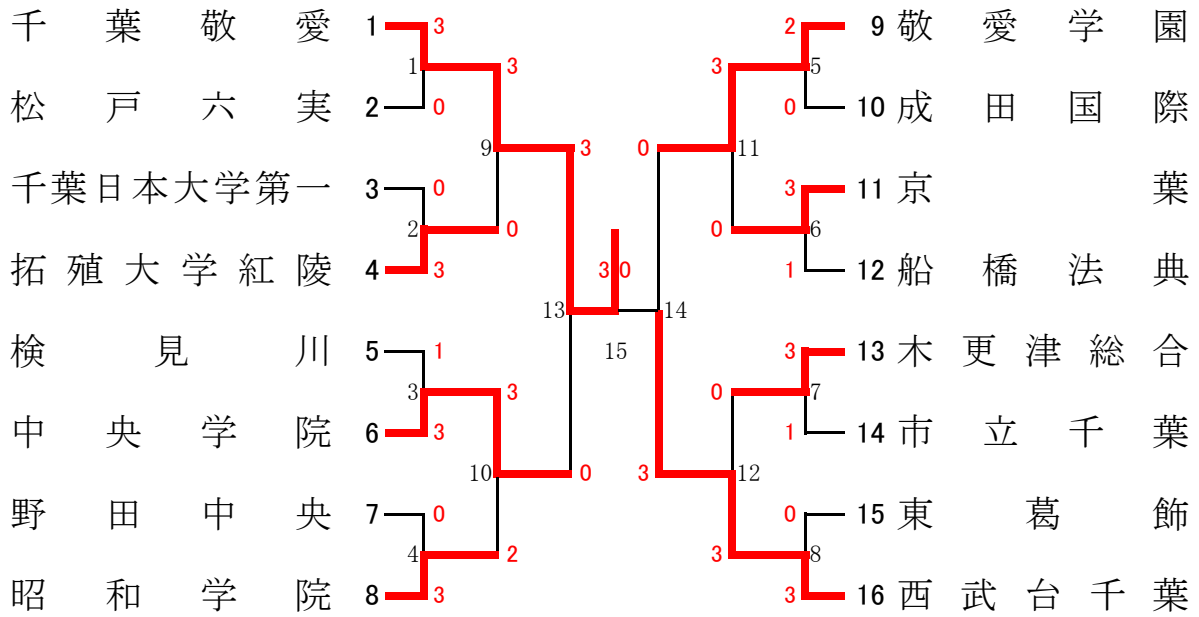 千葉敬愛 1 3 2 9 敬愛学園
1 3 3 5
松戸六実 2 0 0 10 成田国際
9 3 0 11
千葉日本大学第一 3 0 3 11 京葉
2 0 0 6
拓殖大学紅陵 4 3 3 0 1 12 船橋法典
13 14
検見川 5 1 15 3 13 木更津総合
3 3 0 7
中央学院 6 3 1 14 市立千葉
10 0 3 12
野田中央 7 0 0 15 東葛飾
4 2 3 8
昭和学院 8 3 3 16 西武台千葉